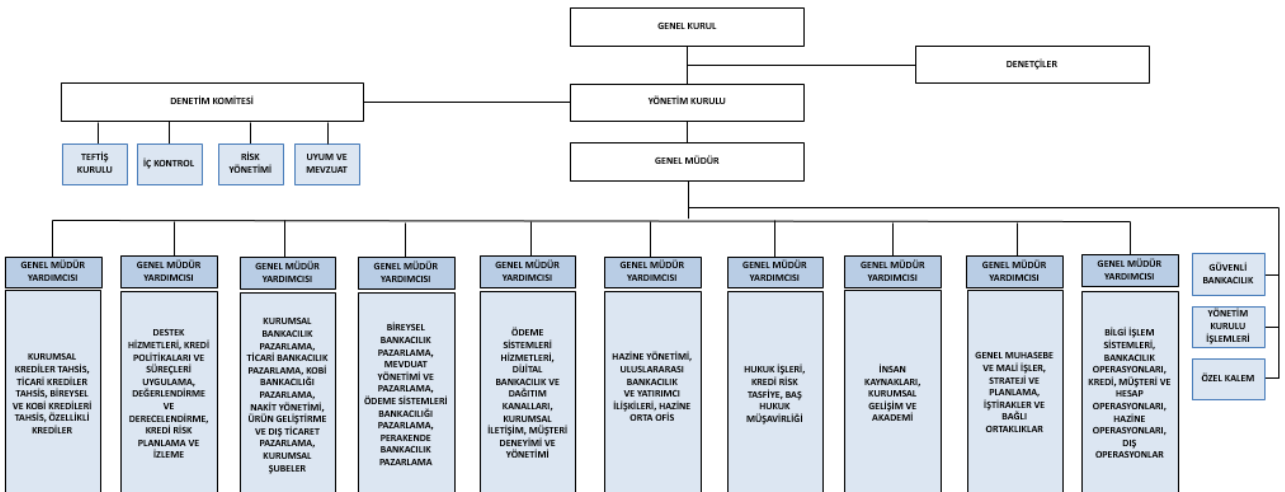 GENEL KURUL
DENETÇİLER
DENETİM KOMİTESİ
YÖNETİM KURULU
TEFTİŞ
KURULU
İÇ KONTROL
RİSK
YÖNETİMİ
UYUM VE
MEVZUAT
GENEL MÜDÜR
GENEL MÜDÜR
YARDIMCISI
KURUMSAL
KREDİLER TAHSİS,
TİCARİ KREDİLER
TAHSİS, BİREYSEL
VE KOBİ KREDİLERİ
TAHSİS, ÖZELLİKLİ
KREDİLER
GENEL MÜDÜR
YARDIMCISI
DESTEK
HİZMETLERİ, KREDİ
POLİTİKALARI VE
SÜREÇLERİ
UYGULAMA,
DEĞERLENDİRME
VE
DERECELENDİRME,
KREDİ RİSK
PLANLAMA VE
İZLEME
GENEL MÜDÜR
YARDIMCISI
KURUMSAL
BANKACILIK
PAZARLAMA,
TİCARİ BANKACILIK
PAZARLAMA, KOBİ
BANKACILIĞI
PAZARLAMA,
NAKİT YÖNETİMİ,
ÜRÜN GELİŞTİRME
VE DIŞ TİCARET
PAZARLAMA,
KURUMSAL
ŞUBELER
GENEL MÜDÜR
YARDIMCISI
BİREYSEL
BANKACILIK
PAZARLAMA,
MEVDUAT
YÖNETİMİ VE
PAZARLAMA,
ÖDEME SİSTEMLERİ
BANKACILIĞI
PAZARLAMA,
PERAKENDE
BANKACILIK
PAZARLAMA
GENEL MÜDÜR
YARDIMCISI
ÖDEME
SİSTEMLERİ
HİZMETLERİ,
DİJİTAL
BANKACILIK VE
DAĞITIM
KANALLARI,
KURUMSAL
İLETİŞİM, MÜŞTERİ
DENEYİMİ VE
YÖNETİMİ
GENEL MÜDÜR
YARDIMCISI
HAZİNE YÖNETİMİ,
ULUSLARARASI
BANKACILIK
VE YATIRIMCI
İLİŞKİLERİ, HAZİNE
ORTA OFİS
GENEL MÜDÜR
YARDIMCISI
HUKUK İŞLERİ,
KREDİ RİSK
TASFİYE, BAŞ
HUKUK
MÜŞAVİRLİĞİ
GENEL MÜDÜR
YARDIMCISI
İNSAN
KAYNAKLARI,
KURUMSAL
GELİŞİM VE
AKADEMİ
GENEL MÜDÜR
YARDIMCISI
GENEL MUHASEBE
VE MALİ İŞLER,
STRATEJİ VE
PLANLAMA,
İŞTİRAKLER VE
BAĞLI
ORTAKLIKLAR
GENEL MÜDÜR
YARDIMCISI
BİLGİ İŞLEM
SİSTEMLERİ,
BANKACILIK
OPERASYONLARI,
KREDİ, MÜŞTERİ VE
HESAP
OPERASYONLARI,
HAZİNE
OPERASYONLARI,
DIŞ
OPERASYONLAR
GÜVENLİ
BANKACILIK
YÖNETİM
KURULU
İŞLEMLERİ
ÖZEL KALEM